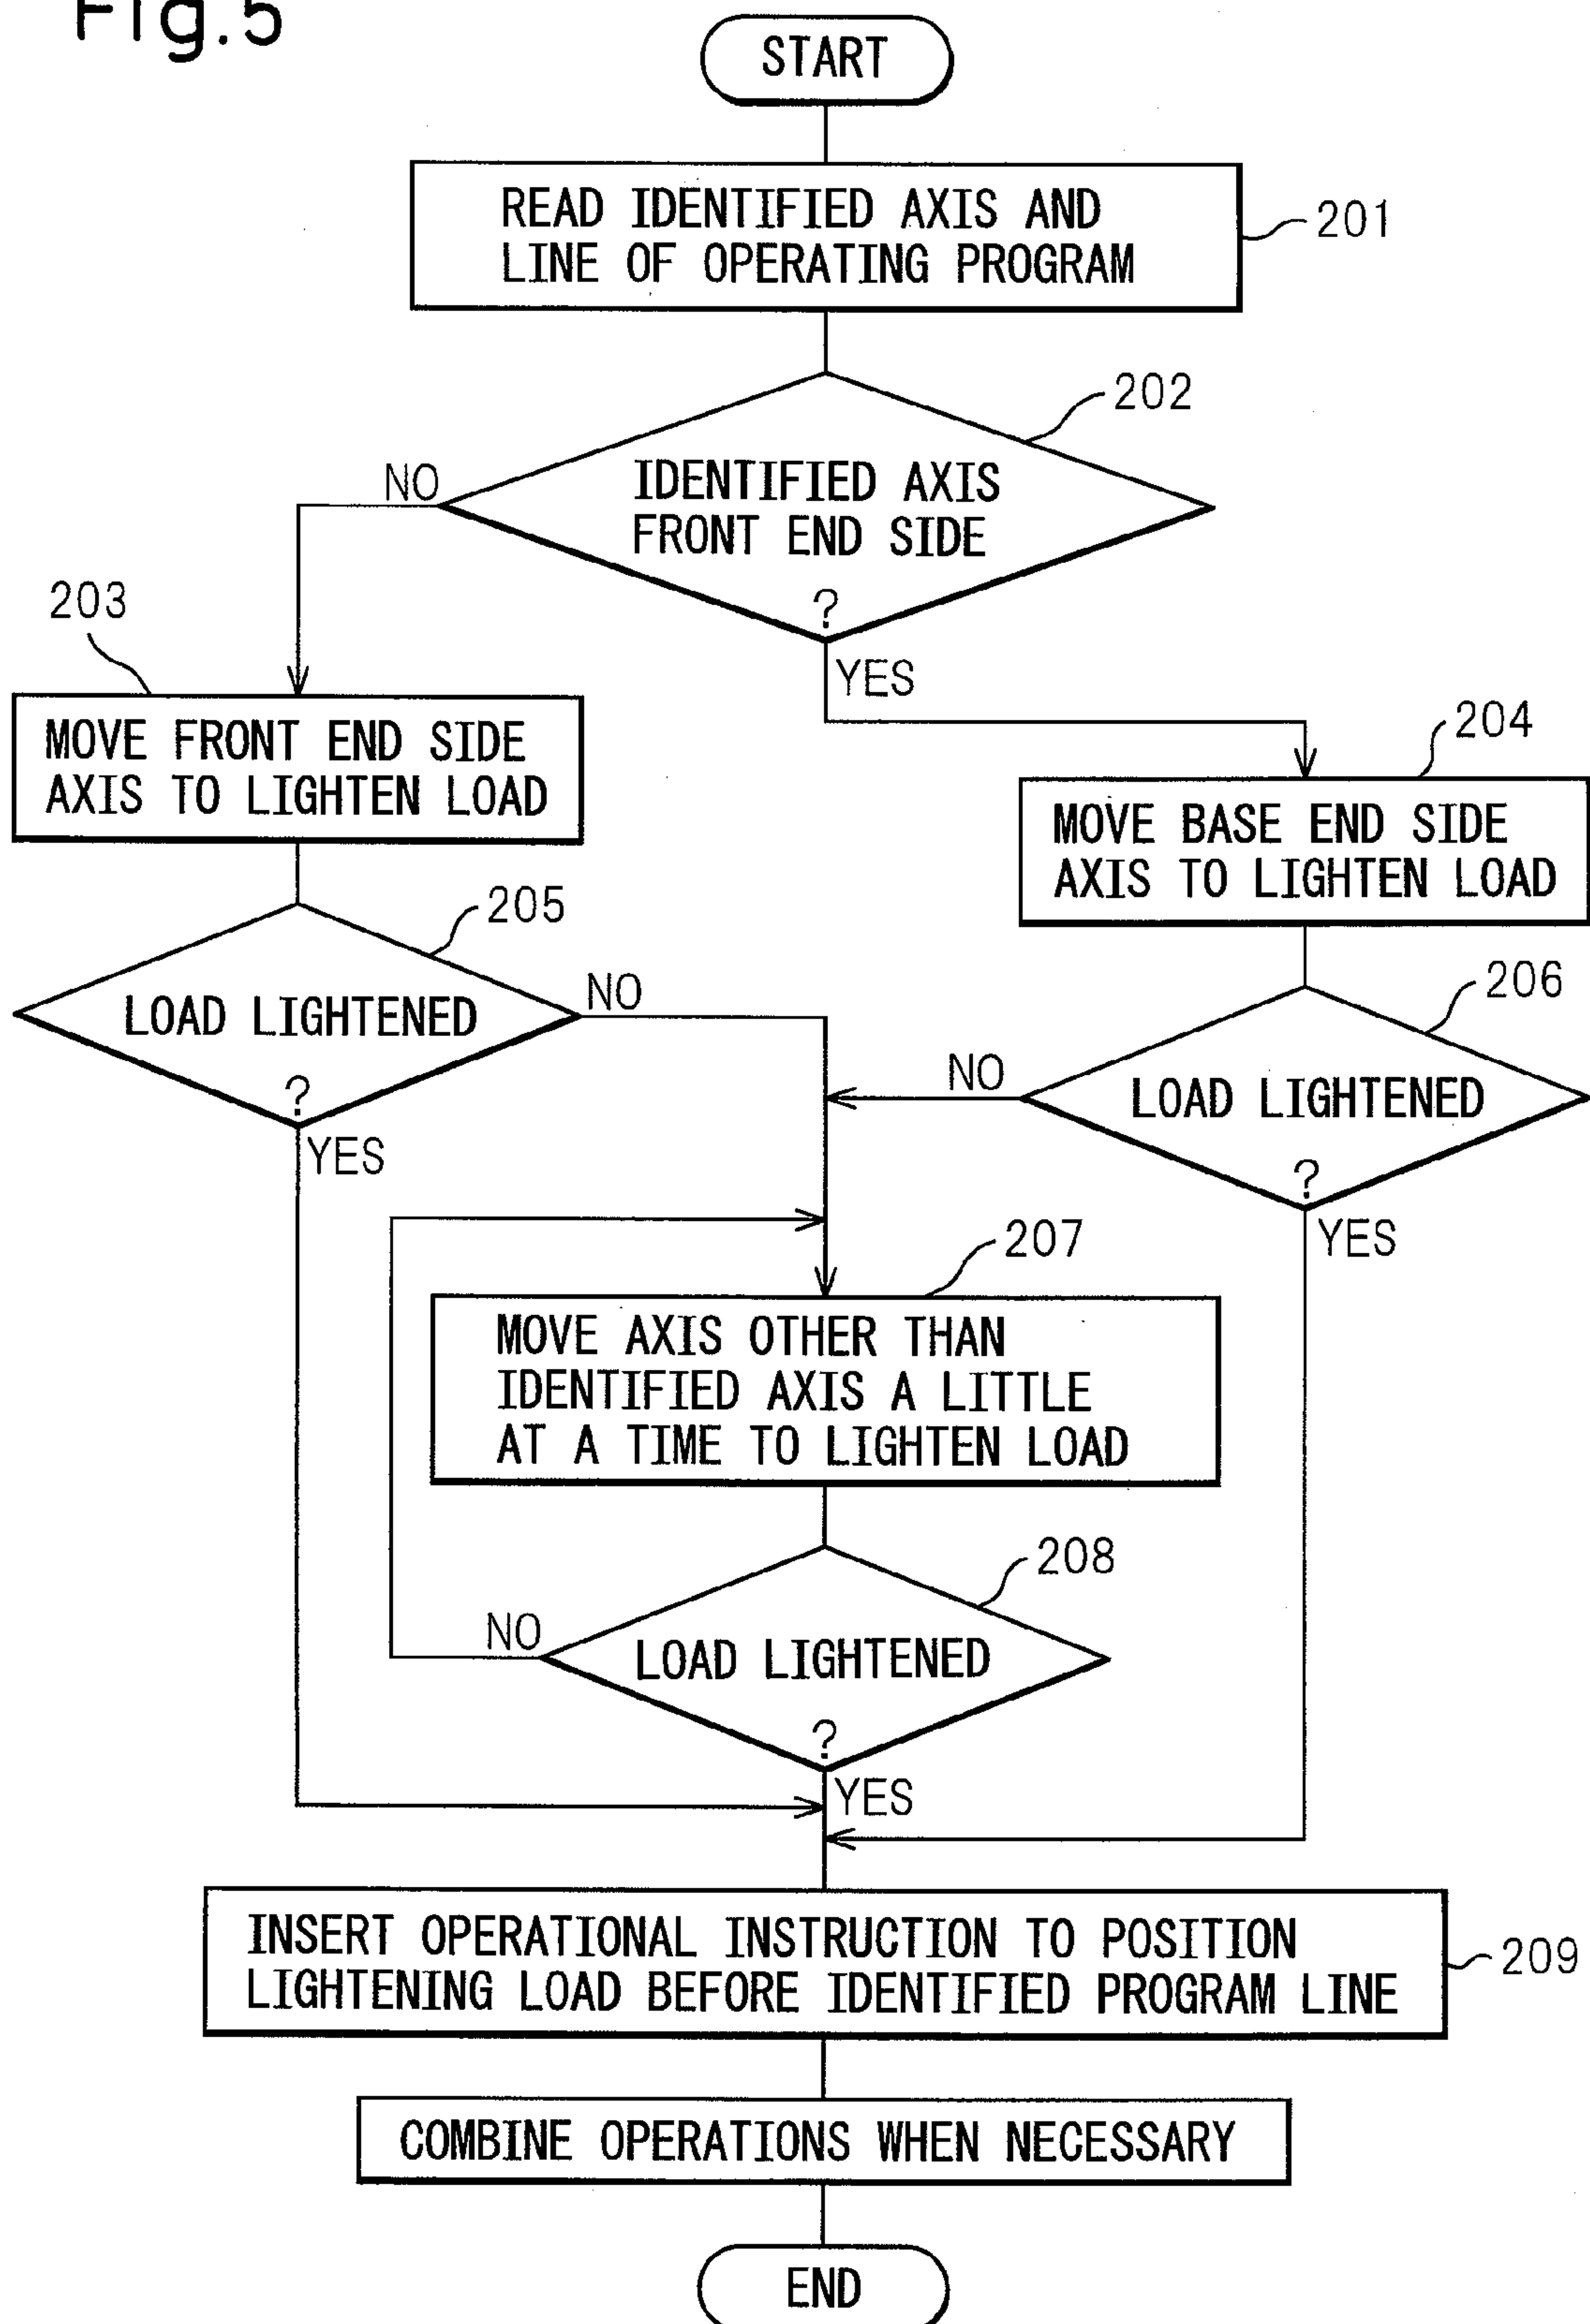 Fig.5
START
READ IDENTIFIED AXIS AND
LINE OF OPERATING PROGRAM
201
202
NO
IDENTIFIED AXIS
FRONT END SIDE
?
YES
203
MOVE FRONT END SIDE
AXIS TO LIGHTEN LOAD
204
MOVE BASE END SIDE
AXIS TO LIGHTEN LOAD
205
LOAD LIGHTENED
?
NO
YES
206
NO
LOAD LIGHTENED
?
YES
207
MOVE AXIS OTHER THAN
IDENTIFIED AXIS A LITTLE
AT A TIME TO LIGHTEN LOAD
208
NO
LOAD LIGHTENED
?
YES
INSERT OPERATIONAL INSTRUCTION TO POSITION
LIGHTENING LOAD BEFORE IDENTIFIED PROGRAM LINE
209
COMBINE OPERATIONS WHEN NECESSARY
END